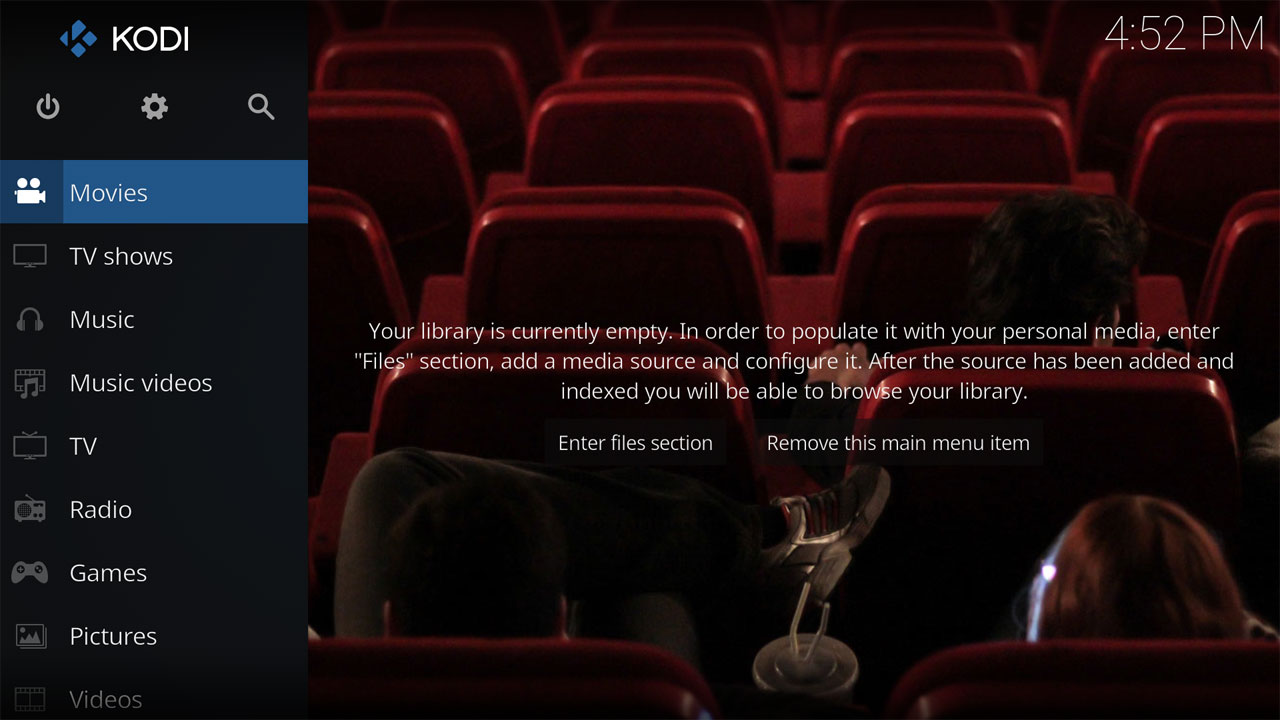 KODI
4:52 PM
Movies
TV shows
Music
Music videos
TV
Radio
Games
Pictures
Videos
Your library is currently empty. In order to populate it with your personal media, enter
"Files" section, add a media source and configure it. After the source has been added and
indexed you will be able to browse your library.
Enter files section
Remove this main menu item